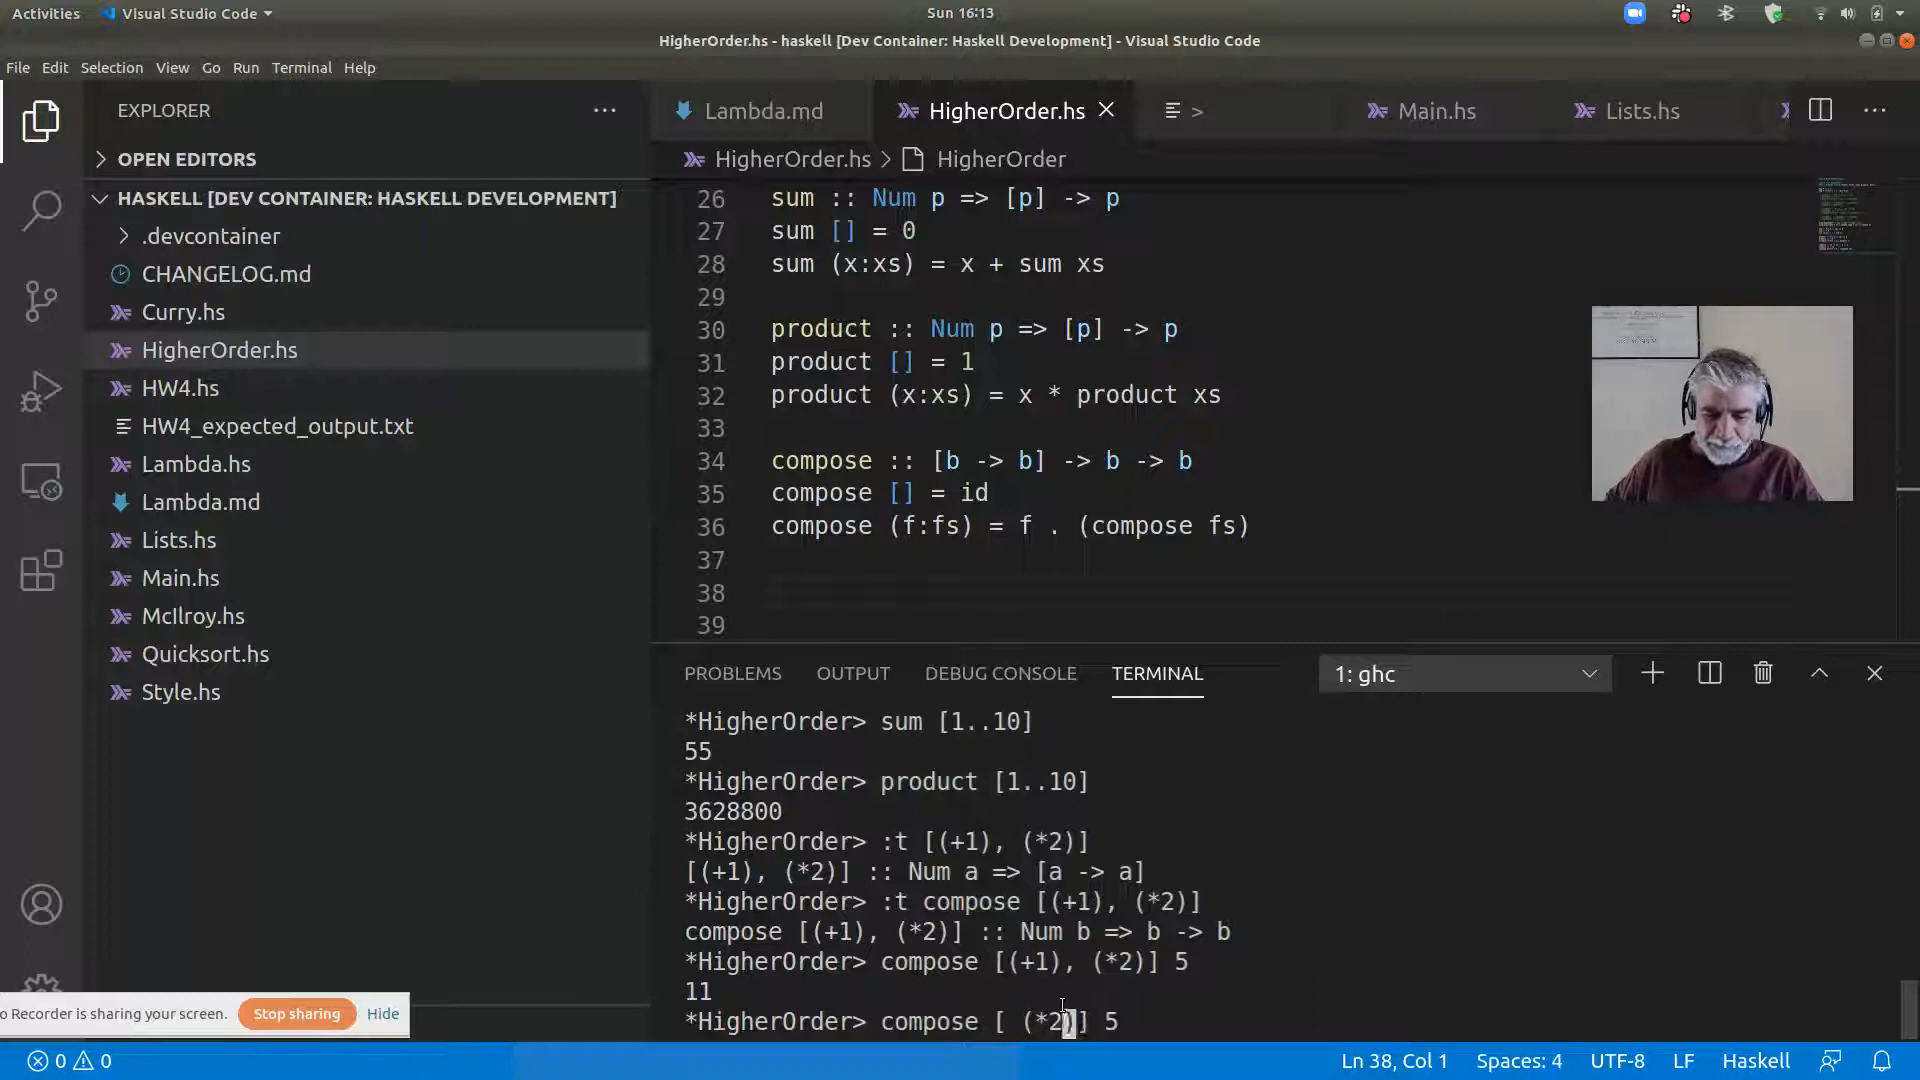 Activities
Visual Studio Code
Sun 16:13
HigherOrder.hs - haskell [Dev Container: Haskell Development] - Visual Studio Code
File Edit Selection View Go Run Terminal Help
EXPLORER
OPEN EDITORS
HASKELL [DEV CONTAINER: HASKELL DEVELOPMENT]
.devcontainer
CHANGELOG.md
Curry.hs
HigherOrder.hs
HW4.hs
HW4_expected_output.txt
Lambda.hs
Lambda.md
Lists.hs
Main.hs
McIlroy.hs
Quicksort.hs
Style.hs
Lambda.md
HigherOrder.hs
>
Main.hs
Lists.hs
HigherOrder.hs > HigherOrder
26 sum :: Num p => [p] -> p
27 sum [] = 0
28 sum (x:xs) = x + sum xs
29
30 product :: Num p => [p] -> p
31 product [] = 1
32 product (x:xs) = x * product xs
33
34 compose :: [b -> b] -> b -> b
35 compose [] = id
36 compose (f:fs) = f . (compose fs)
37
38
39
PROBLEMS OUTPUT DEBUG CONSOLE TERMINAL
1: ghc
*HigherOrder> sum [1..10]
55
*HigherOrder> product [1..10]
3628800
*HigherOrder> :t [(+1), (*2)]
[(+1), (*2)] :: Num a => [a -> a]
*HigherOrder> :t compose [(+1), (*2)]
compose [(+1), (*2)] :: Num b => b -> b
*HigherOrder> compose [(+1), (*2)] 5
11
*HigherOrder> compose [ (*2)] 5
o Recorder is sharing your screen.
Stop sharing
Hide
0 0
Ln 38, Col 1
Spaces: 4
UTF-8
LF
Haskell